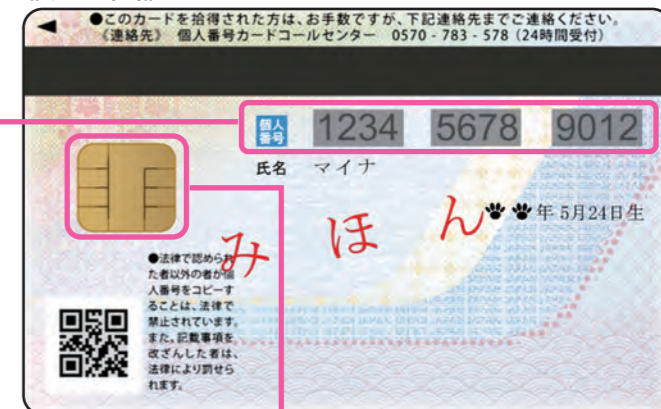 ●このカードを拾得された方は、お手数ですが、下記連絡先までご連絡ください。
《連絡先》 個人番号カードコールセンター 0570-783-578(24時間受付)
個人番号 1234 5678 9012
氏名 マイナ
みほん
年 5月24日生
●法律で認められ
た者以外の者が個
人番号をコピーす
ることは、法律で
禁止されています。
また、記載事項を
改ざんした者は、
法律により罰せら
れます。